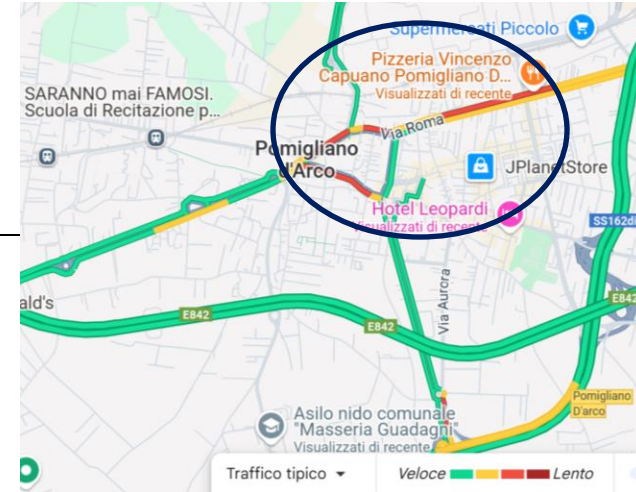 Supermercati Piccolo
Pizzeria Vincenzo
Capuano Pomigliano D...
Visualizzati di recente
SARANNO mai FAMOSI.
Scuola di Recitazione p...
Via Roma
Pomigliano
d'Arco
JPlanetStore
Hotel Leopardi
Visualizzati di recente
SS162di
ald's
E842
E842
E842
Via Aurora
Pomigliano
D'arco
Asilo nido comunale
"Masseria Guadagni"
Visualizzati di recente
Traffico tipico
Veloce
Lento